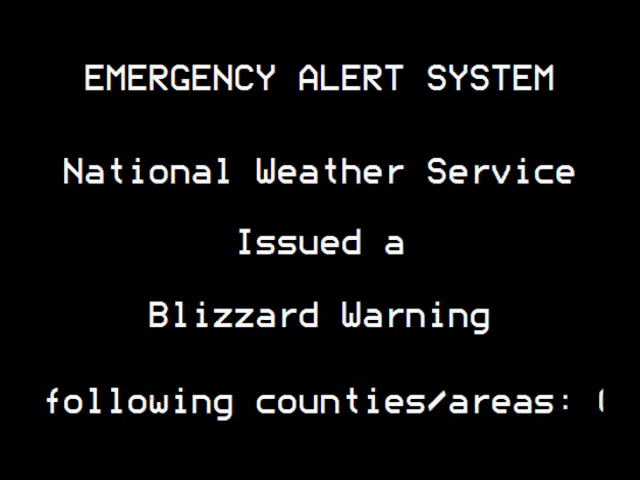 EMERGENCY ALERT SYSTEM
National Weather Service
Issued a
Blizzard Warning
following counties/areas: